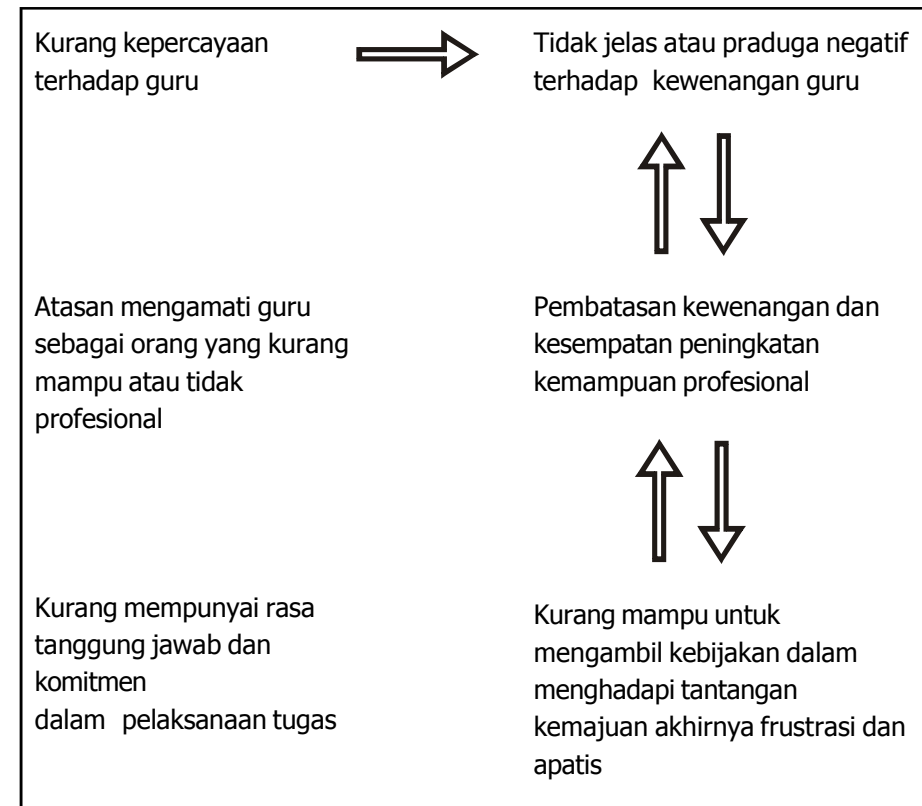 Kurang kepercayaan
terhadap guru
Tidak jelas atau praduga negatif
terhadap kewenangan guru
Atasan mengamati guru
sebagai orang yang kurang
mampu atau tidak
profesional
Pembatasan kewenangan dan
kesempatan peningkatan
kemampuan profesional
Kurang mempunyai rasa
tanggung jawab dan
komitmen
dalam pelaksanaan tugas
Kurang mampu untuk
mengambil kebijakan dalam
menghadapi tantangan
kemajuan akhirnya frustrasi dan
apatis